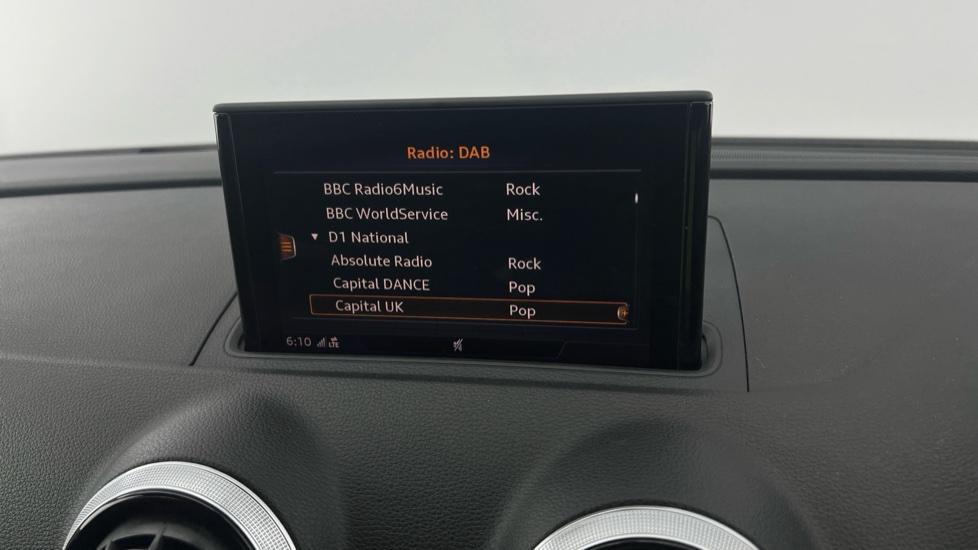 Radio: DAB
BBC Radio6Music Rock
BBC WorldService Misc.
D1 National
Absolute Radio Rock
Capital DANCE Pop
Capital UK Pop
6:10 LTE